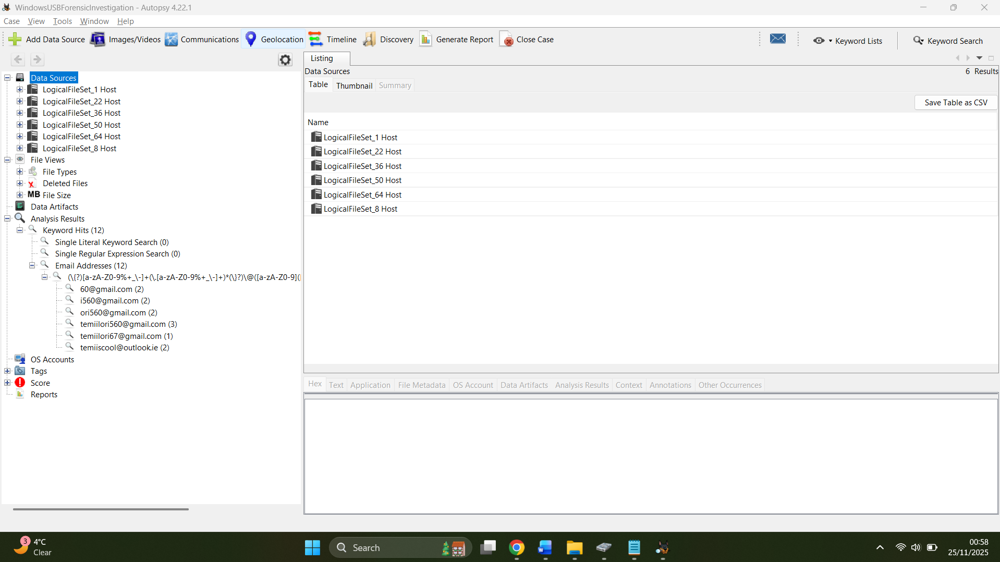 WindowsUSBForensicInvestigation - Autopsy 4.22.1
Case View Tools Window Help
Add Data Source Images/Videos Communications Geolocation Timeline Discovery Generate Report Close Case Keyword Lists Keyword Search
Data Sources
LogicalFileSet_1 Host
LogicalFileSet_22 Host
LogicalFileSet_36 Host
LogicalFileSet_50 Host
LogicalFileSet_64 Host
LogicalFileSet_8 Host
File Views
File Types
Deleted Files
MB File Size
Data Artifacts
Analysis Results
Keyword Hits (12)
Single Literal Keyword Search (0)
Single Regular Expression Search (0)
Email Addresses (12)
(\{?)[a-zA-Z0-9%+_\-]+(\.[a-zA-Z0-9%+_\-]+)*(\}?)\@([a-zA-Z0-9]([
60@gmail.com (2)
i560@gmail.com (2)
ori560@gmail.com (2)
temiilori560@gmail.com (3)
temiilori67@gmail.com (1)
temiiscool@outlook.ie (2)
OS Accounts
Tags
Score
Reports
Listing
Data Sources 6 Results
Table Thumbnail Summary
Save Table as CSV
Name
LogicalFileSet_1 Host
LogicalFileSet_22 Host
LogicalFileSet_36 Host
LogicalFileSet_50 Host
LogicalFileSet_64 Host
LogicalFileSet_8 Host
Hex Text Application File Metadata OS Account Data Artifacts Analysis Results Context Annotations Other Occurrences
3 4°C
Clear
Search
00:58
25/11/2025